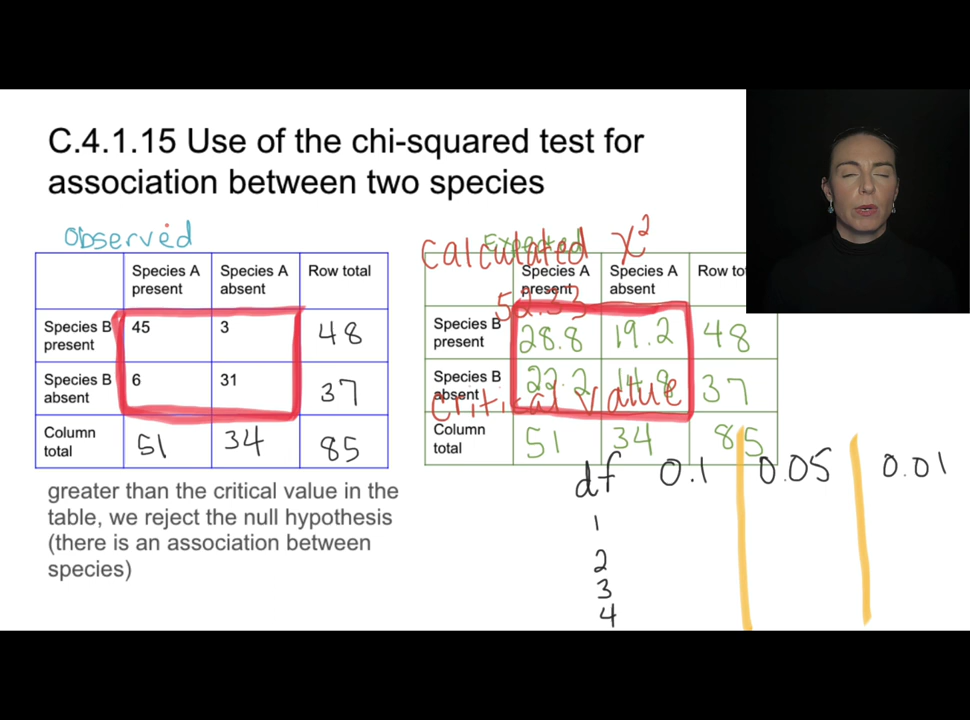 C.4.1.15 Use of the chi-squared test for
association between two species
Observed
Species A present
Species A absent
Row total
Species B present
45
3
48
Species B absent
6
31
37
Column total
51
34
85
greater than the critical value in the
table, we reject the null hypothesis
(there is an association between
species)
Calculated χ²
52.33
Species A present
Species A absent
Row to
Species B present
28.8
19.2
48
Species B absent
22.2
14.8
37
Critical value
Column total
51
34
85
df 0.1 0.05 0.01
1
2
3
4